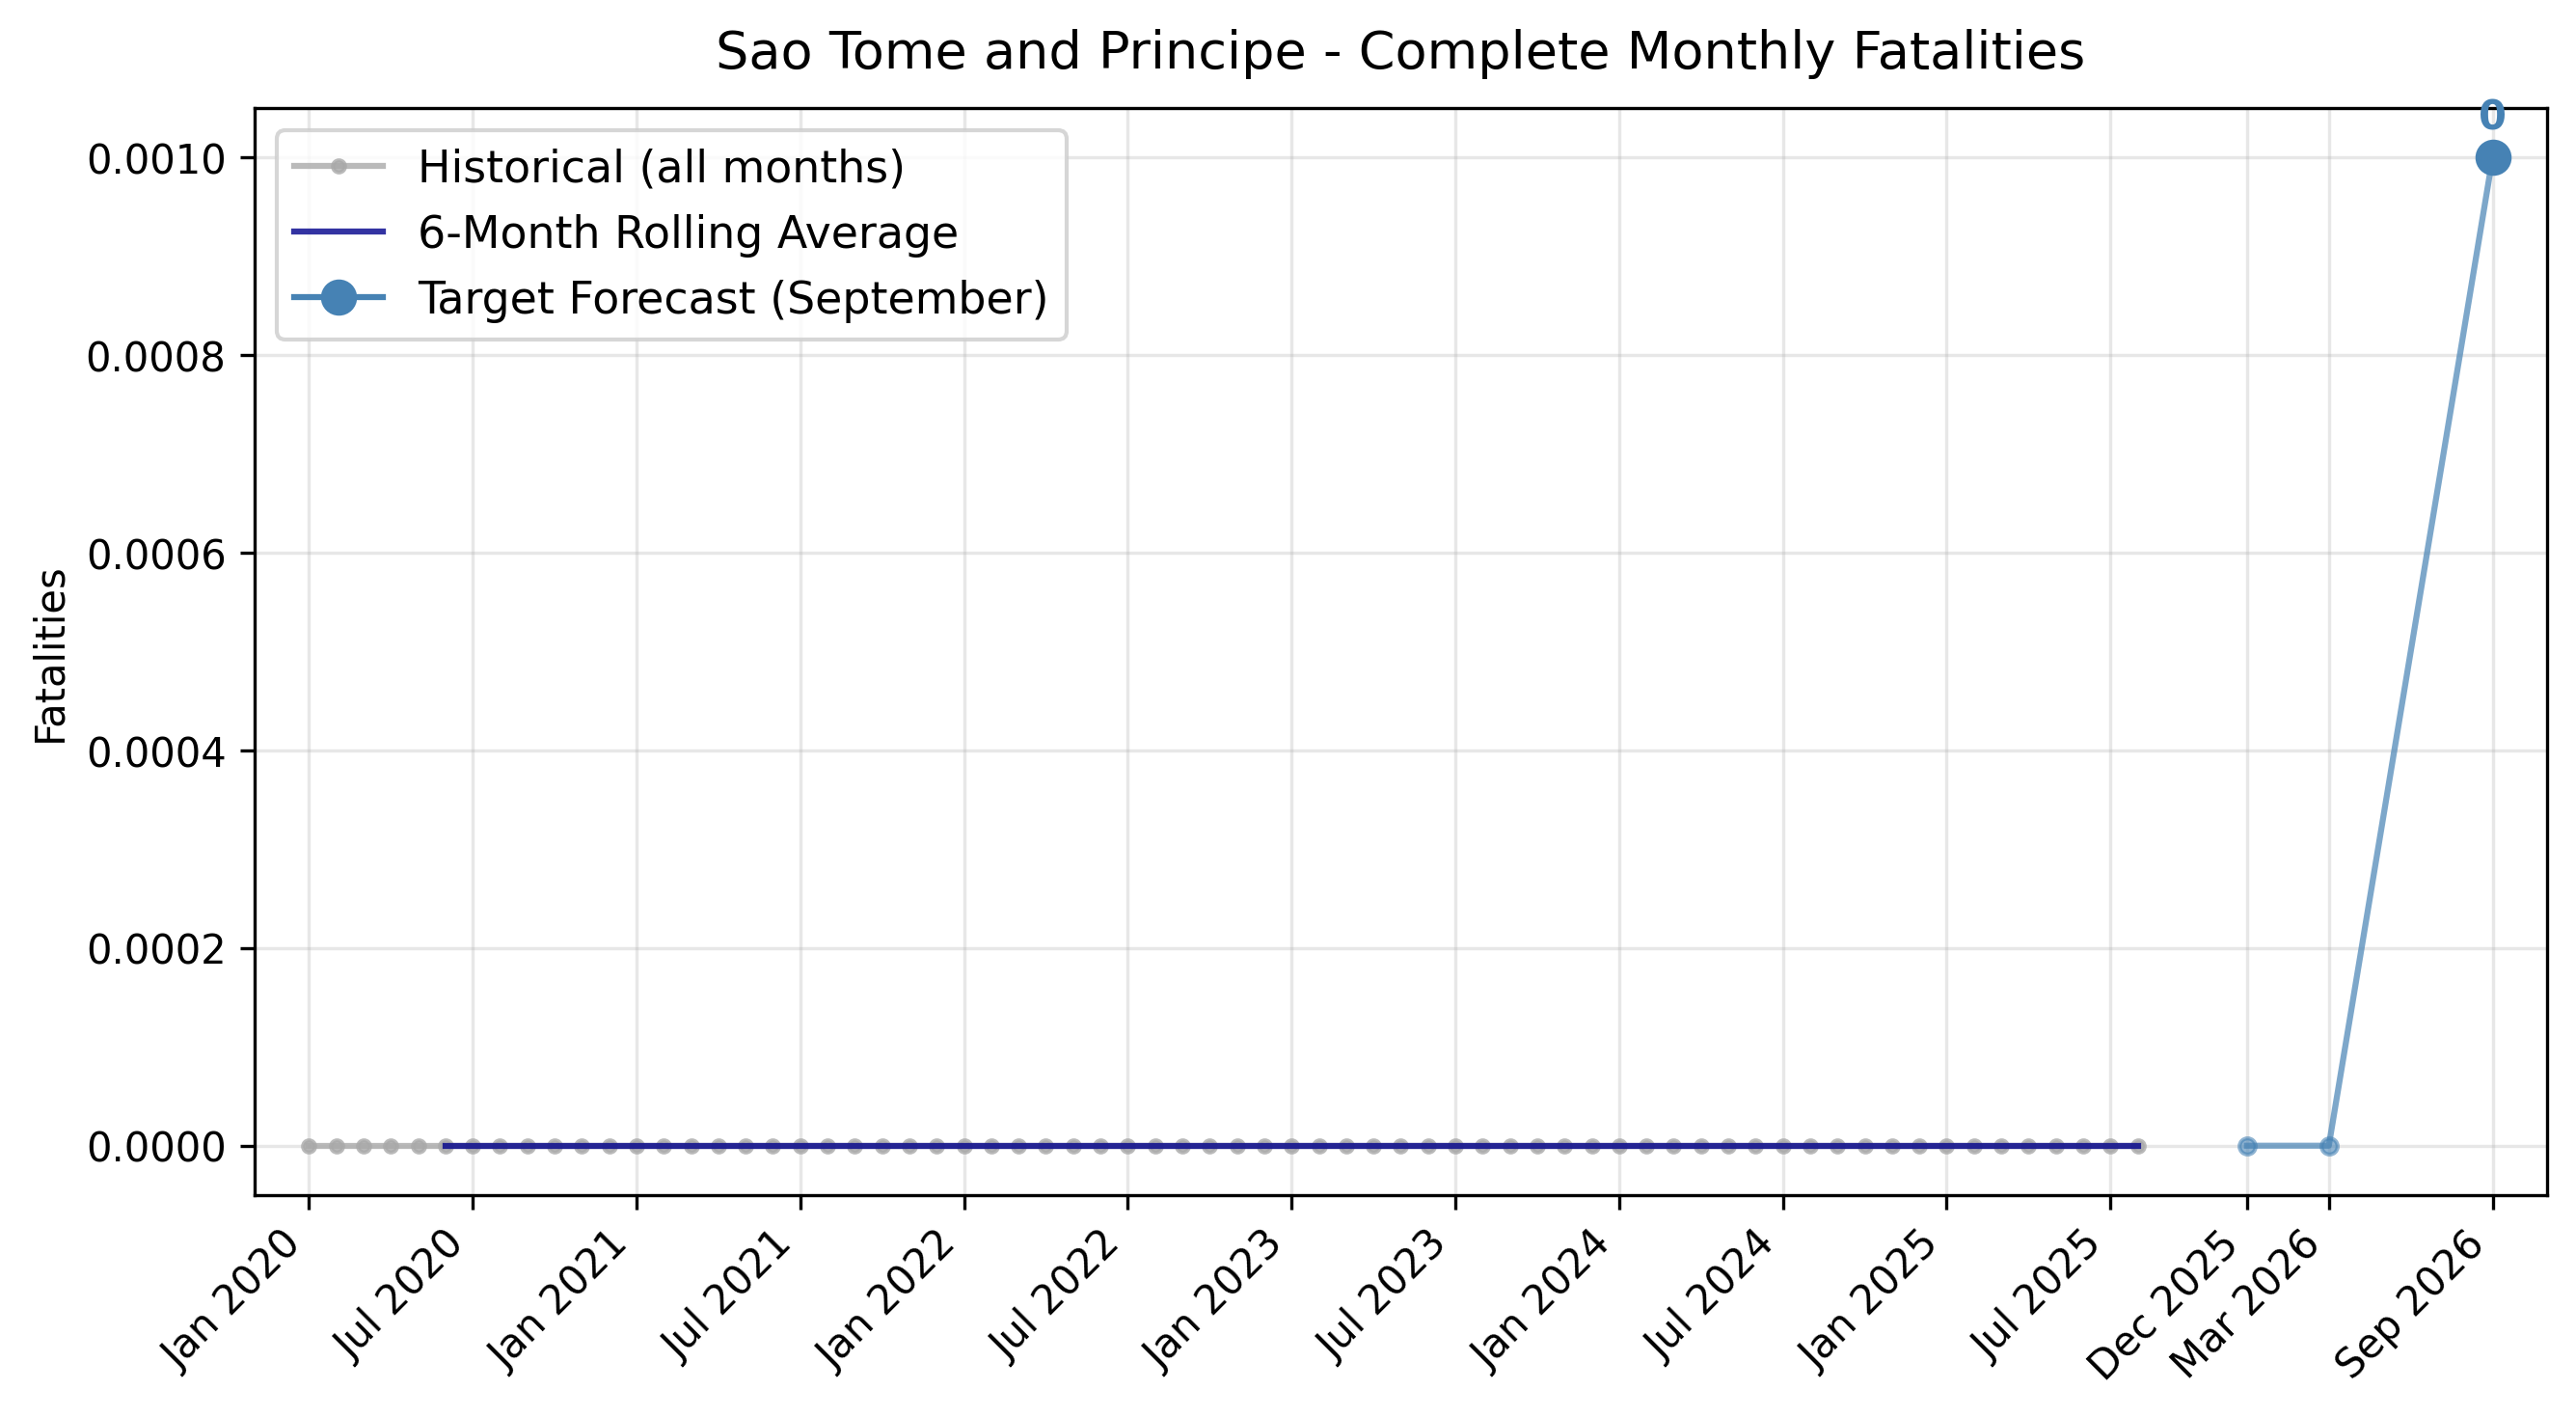 Sao Tome and Principe - Complete Monthly Fatalities
0
Historical (all months)
6-Month Rolling Average
Target Forecast (September)
Fatalities
0.0010
0.0008
0.0006
0.0004
0.0002
0.0000
Jan 2020
Jul 2020
Jan 2021
Jul 2021
Jan 2022
Jul 2022
Jan 2023
Jul 2023
Jan 2024
Jul 2024
Jan 2025
Jul 2025
Dec 2025
Mar 2026
Sep 2026